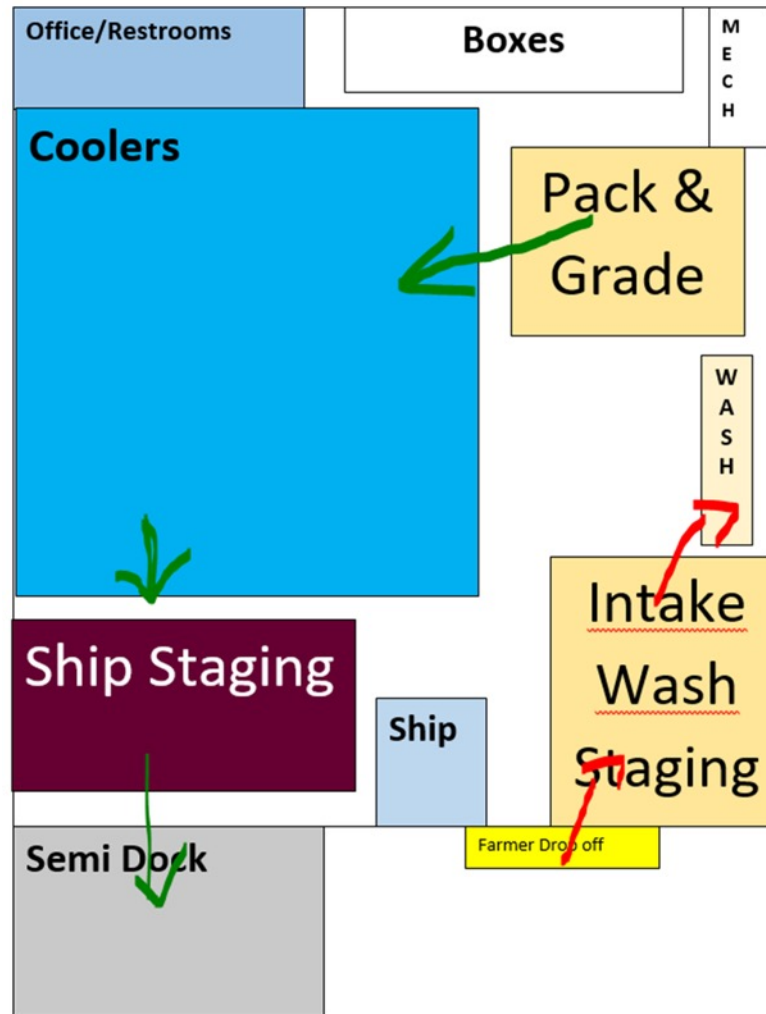 Office/Restrooms
Boxes
M
E
C
H
Coolers
Pack &
Grade
W
A
S
H
Intake
Wash
Staging
Ship Staging
Ship
Semi Dock
Farmer Drop off